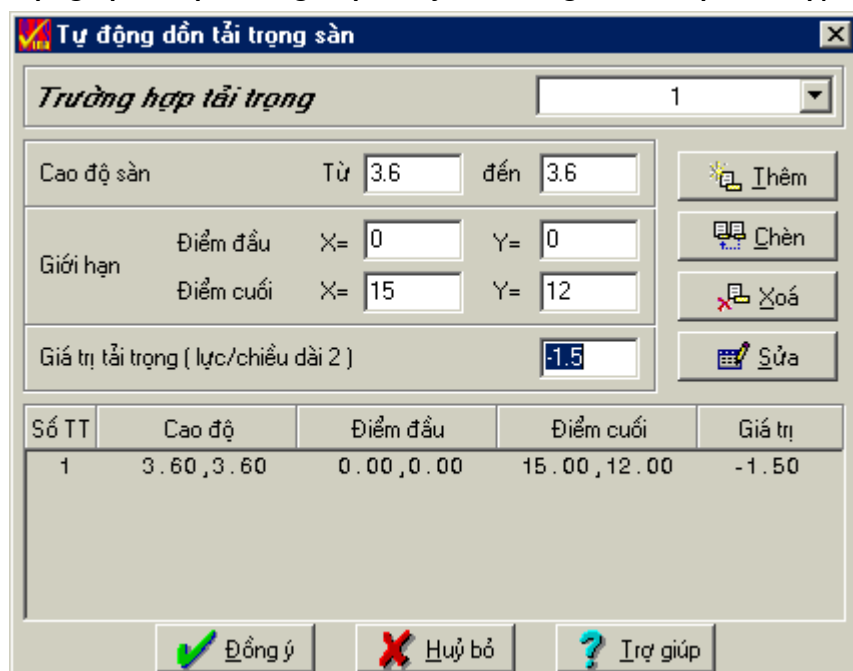 Tự động dồn tải trọng sàn
Trường hợp tải trọng 1
Cao độ sàn Từ 3.6 đến 3.6
Thêm
Giới hạn
Điểm đầu X= 0 Y= 0
Chèn
Điểm cuối X= 15 Y= 12
Xoá
Giá trị tải trọng ( lực/chiều dài 2 ) -1.5
Sửa
Số TT Cao độ Điểm đầu Điểm cuối Giá trị
1 3.60,3.60 0.00,0.00 15.00,12.00 -1.50
Đồng ý Huỷ bỏ Trợ giúp